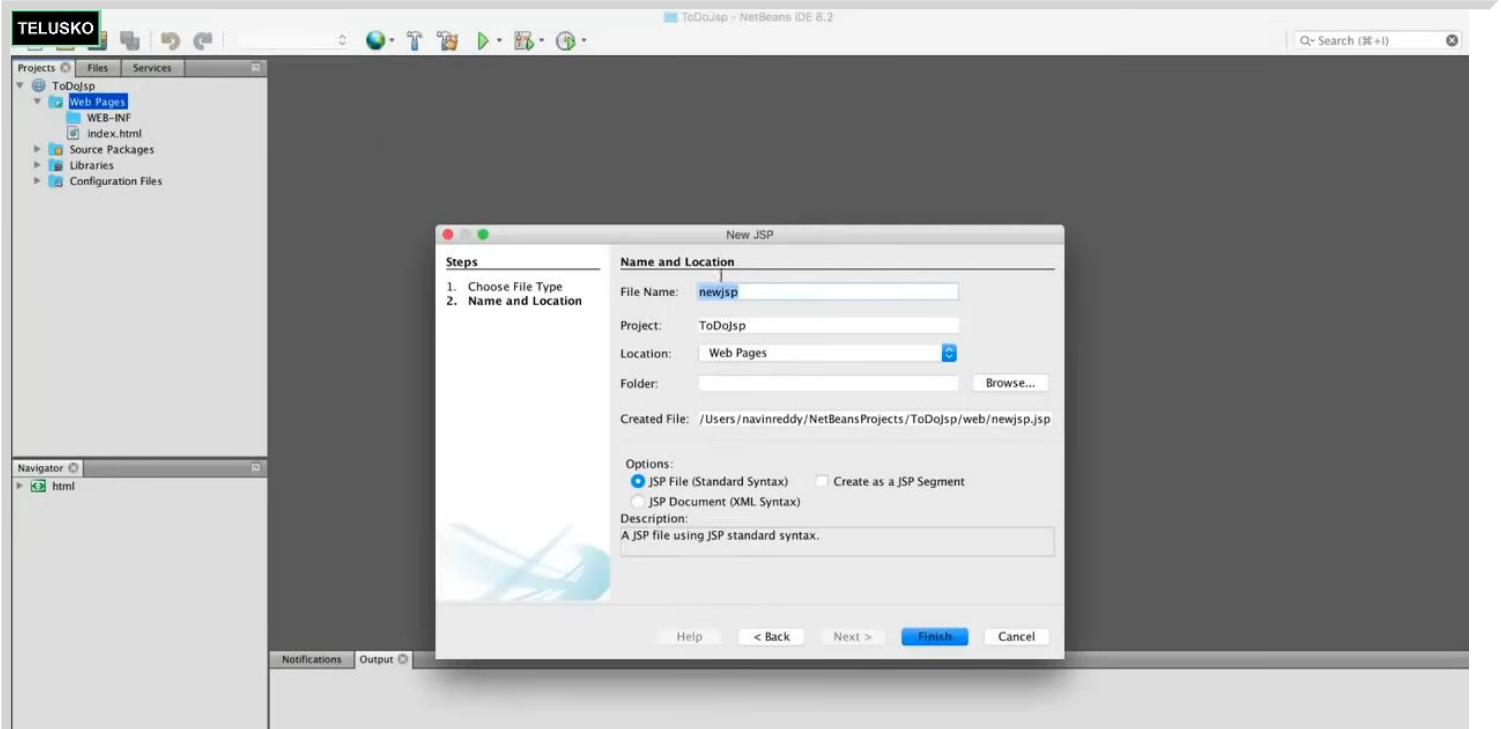 ToDoJsp - NetBeans IDE 8.2
TELUSKO
Search (⌘+I)
Projects Files Services
ToDoJsp
Web Pages
WEB-INF
index.html
Source Packages
Libraries
Configuration Files
New JSP
Steps
1. Choose File Type
2. Name and Location
Name and Location
File Name: newjsp
Project: ToDoJsp
Location: Web Pages
Folder: Browse...
Created File: /Users/navinreddy/NetBeansProjects/ToDoJsp/web/newjsp.jsp
Options:
JSP File (Standard Syntax) Create as a JSP Segment
JSP Document (XML Syntax)
Description:
A JSP file using JSP standard syntax.
Help < Back Next > Finish Cancel
Navigator
html
Notifications Output